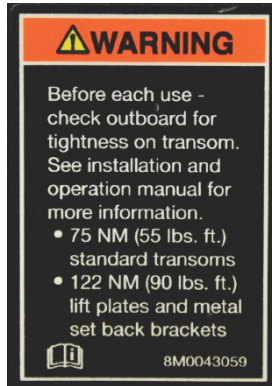 WARNING
Before each use -
check outboard for
tightness on transom.
See installation and
operation manual for
more information.
• 75 NM (55 lbs. ft.)
standard transoms
• 122 NM (90 lbs. ft.)
lift plates and metal
set back brackets
8M0043059